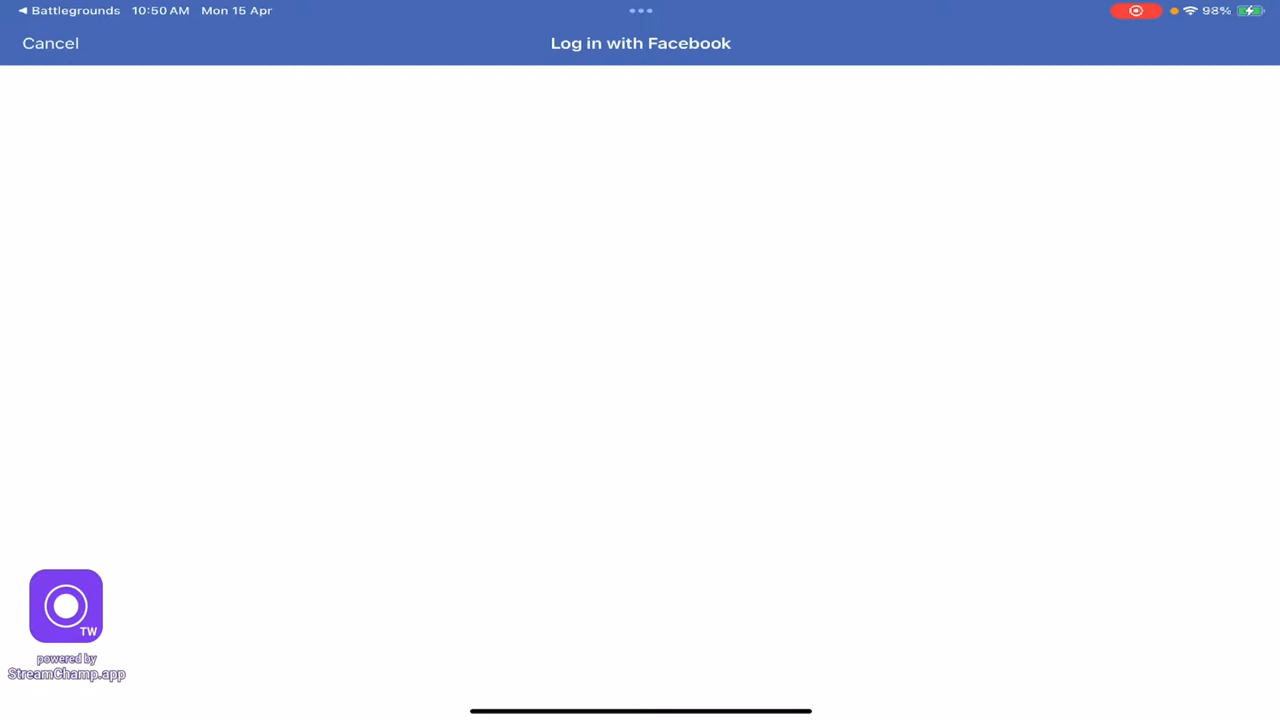 ◀ Battlegrounds 10:50 AM Mon 15 Apr
98%
Cancel
Log in with Facebook
TW
powered by
StreamChamp.app